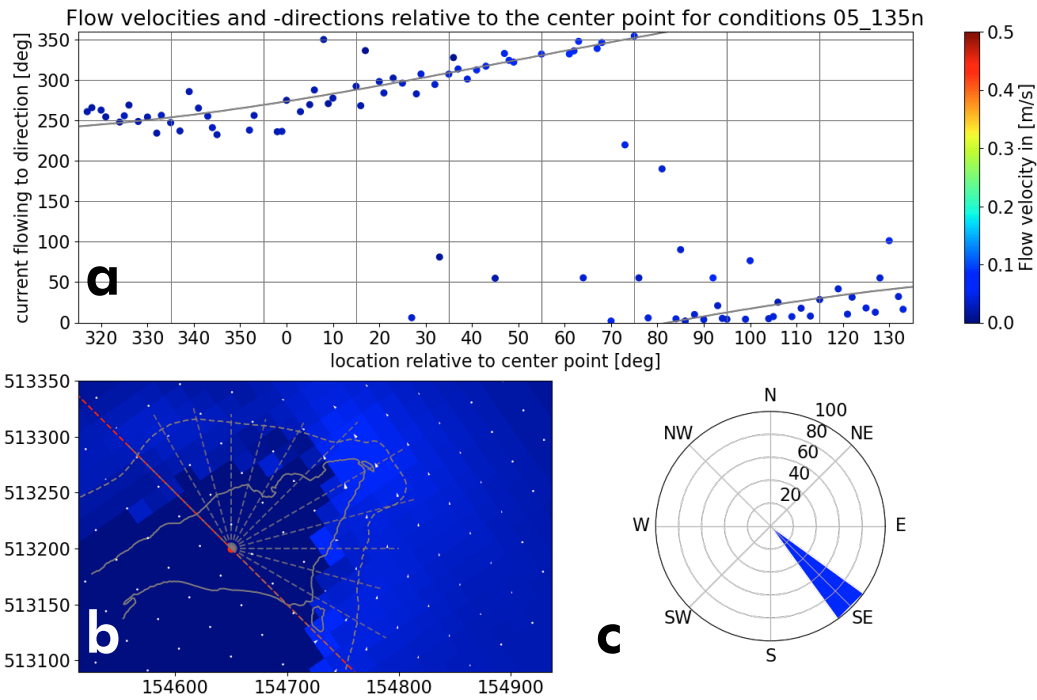 Flow velocities and -directions relative to the center point for conditions 05_135n
current flowing to direction [deg]
350
300
250
200
150
100
50
0
a
320 330 340 350 0 10 20 30 40 50 60 70 80 90 100 110 120 130
location relative to center point [deg]
0.5
0.4
0.3
0.2
0.1
0.0
Flow velocity in [m/s]
513350
513300
513250
513200
513150
513100
b
154600 154700 154800 154900
N
NE
E
SE
S
SW
W
NW
100
80
60
40
20
c